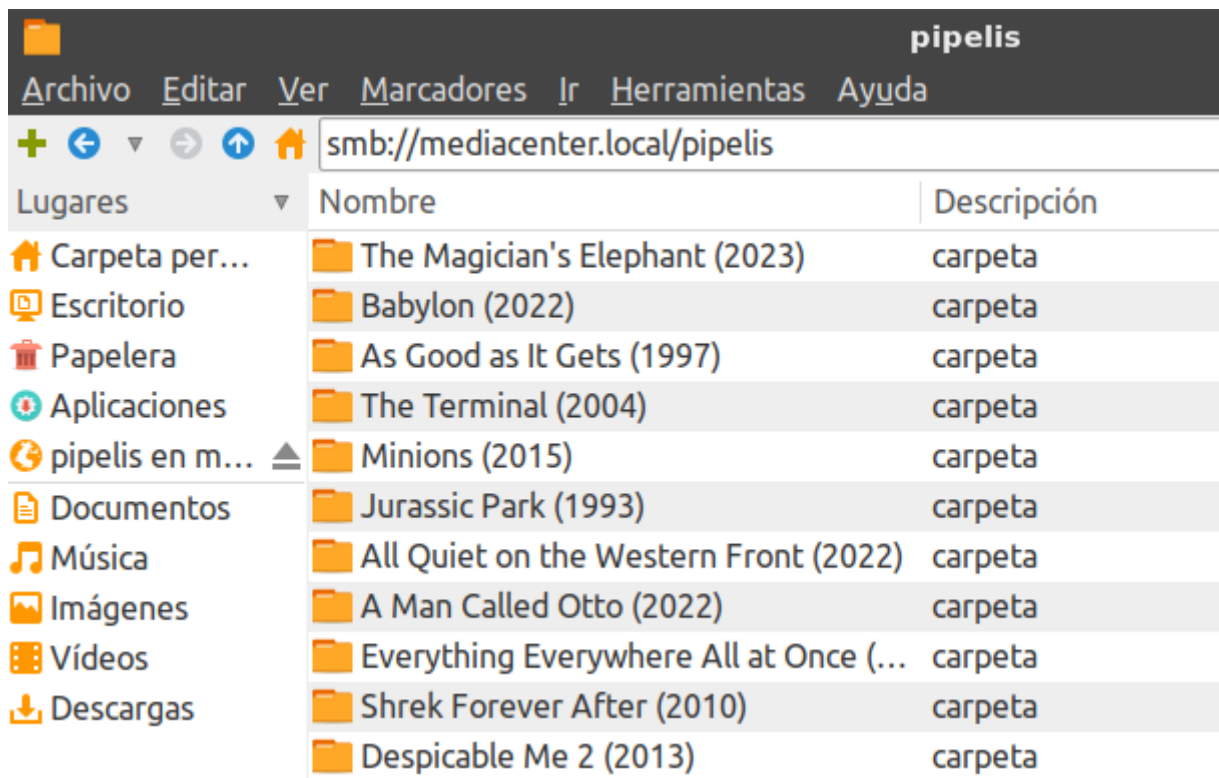 pipelis
Archivo Editar Ver Marcadores Ir Herramientas Ayuda
smb://mediacenter.local/pipelis
Lugares Nombre Descripción
Carpeta per... The Magician's Elephant (2023) carpeta
Escritorio Babylon (2022) carpeta
Papelera As Good as It Gets (1997) carpeta
Aplicaciones The Terminal (2004) carpeta
pipelis en m... Minions (2015) carpeta
Documentos Jurassic Park (1993) carpeta
Música All Quiet on the Western Front (2022) carpeta
Imágenes A Man Called Otto (2022) carpeta
Vídeos Everything Everywhere All at Once (... carpeta
Descargas Shrek Forever After (2010) carpeta
Despicable Me 2 (2013) carpeta